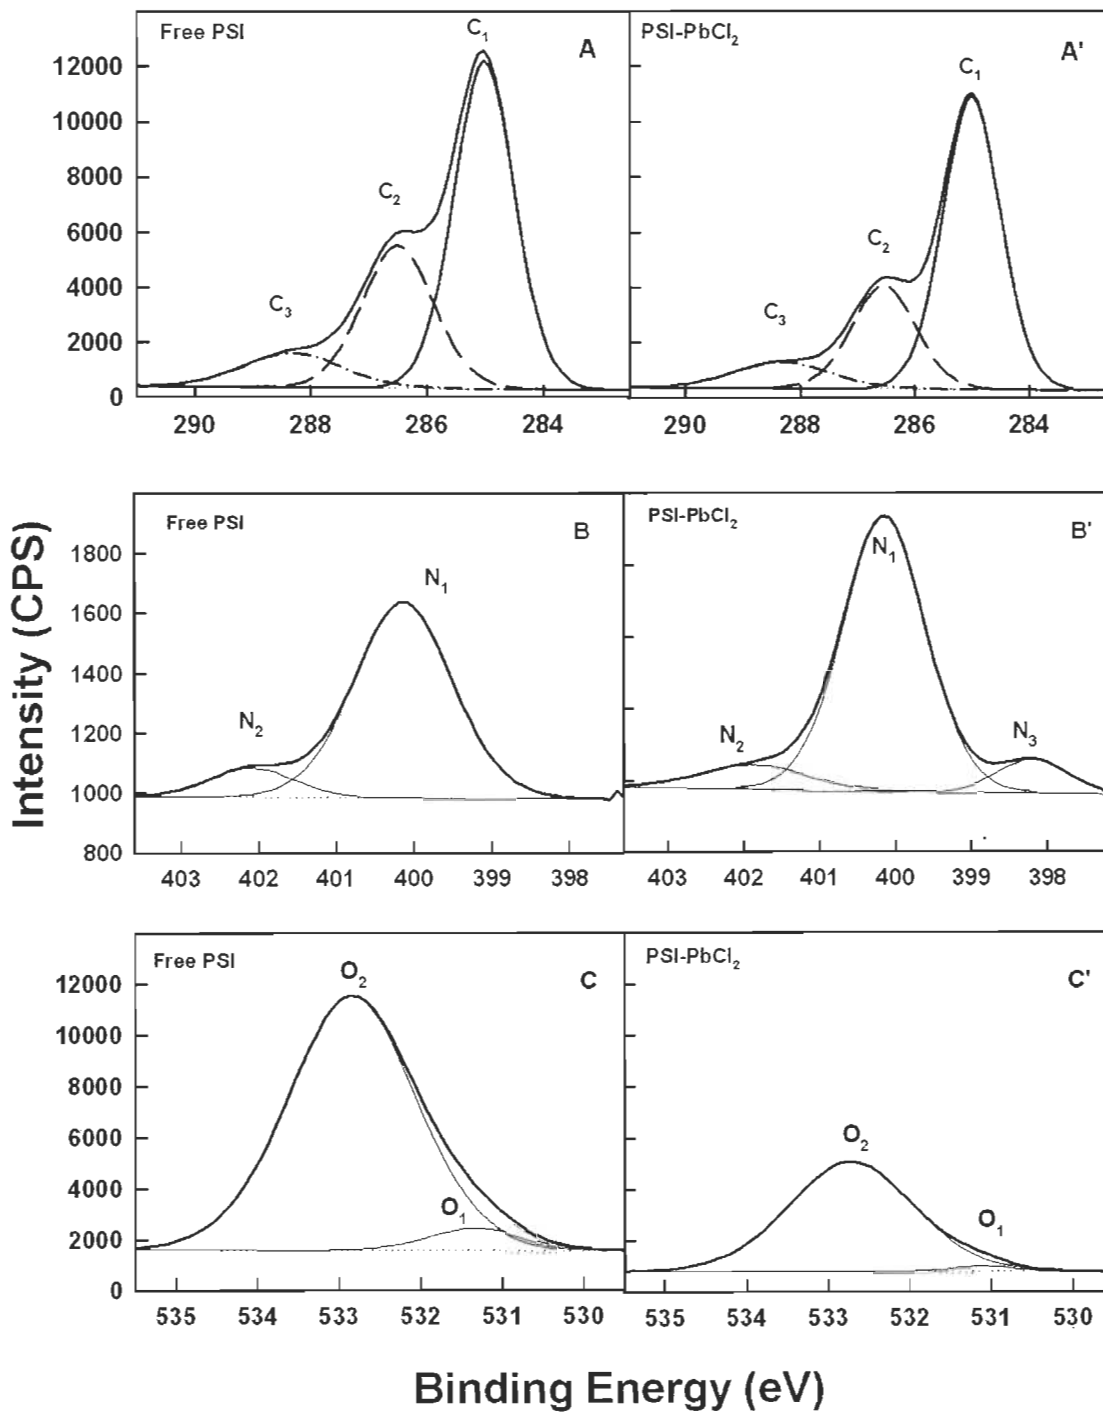 Free PSI
C1
A
PSI-PbCl2
A'
C1
12000
10000
8000
6000
4000
2000
0
C2
C3
C2
C3
290
288
286
284
290
288
286
284
Intensity (CPS)
Free PSI
B
PSI-PbCl2
B'
1800
1600
1400
1200
1000
800
N1
N2
N1
N2
N3
403
402
401
400
399
398
403
402
401
400
399
398
Free PSI
O2
C
PSI-PbCl2
C'
12000
10000
8000
6000
4000
2000
0
O1
O2
O1
535
534
533
532
531
530
535
534
533
532
531
530
Binding Energy (eV)